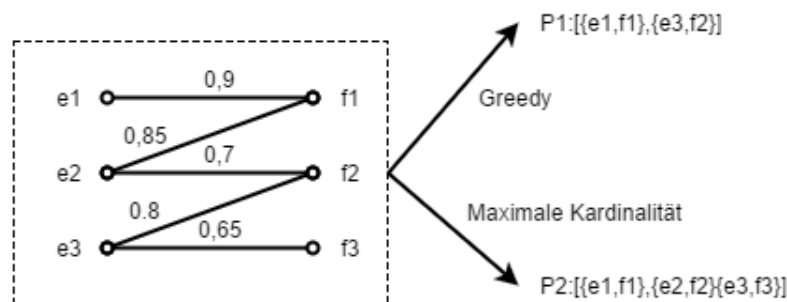 P1:[{e1,f1},{e3,f2}]
0,9
e1
f1
Greedy
0,85
0,7
e2
f2
0.8
Maximale Kardinalität
0,65
e3
f3
P2:[{e1,f1},{e2,f2}{e3,f3}]